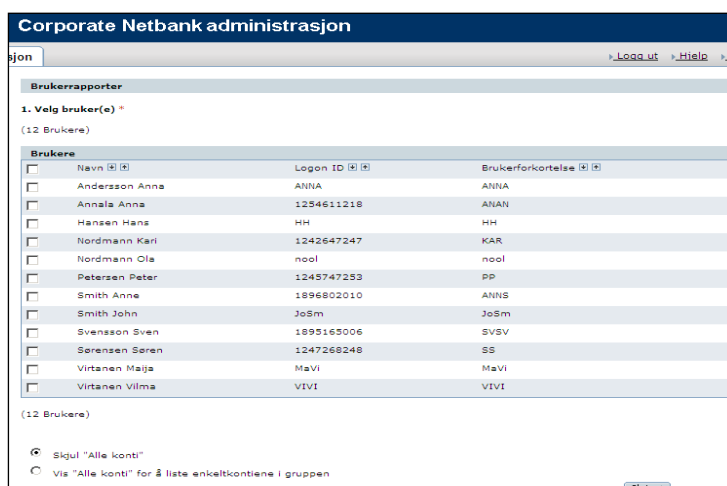 Corporate Netbank administrasjon
sjon Logg ut Hjelp
Brukerrapporter
1. Velg bruker(e) *
(12 Brukere)
Brukere
Navn Logon ID Brukerforkortelse
Andersson Anna ANNA ANNA
Annala Anna 1254611218 ANAN
Hansen Hans HH HH
Nordmann Kari 1242647247 KAR
Nordmann Ola nool nool
Petersen Peter 1245747253 PP
Smith Anne 1896802010 ANNS
Smith John JoSm JoSm
Svensson Sven 1895165006 SVSV
Sørensen Søren 1247268248 SS
Virtanen Maija MaVi MaVi
Virtanen Vilma VIVI VIVI
(12 Brukere)
Skjul "Alle konti"
Vis "Alle konti" for å liste enkeltkontiene i gruppen